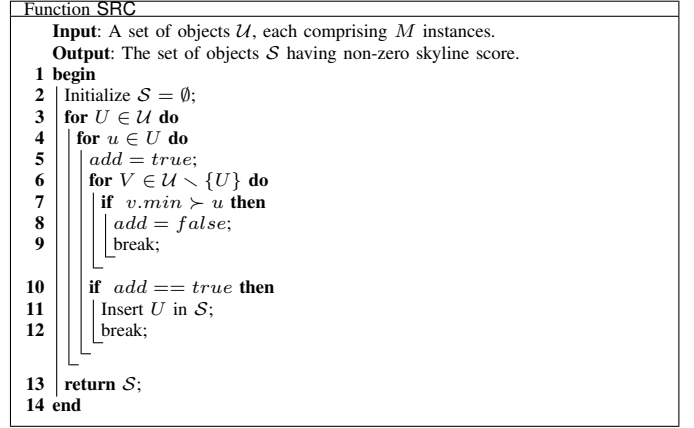 Function SRC
Input: A set of objects 𝒰, each comprising M instances.
Output: The set of objects 𝒮 having non-zero skyline score.
1 begin
2 Initialize 𝒮 = ∅;
3 for U ∈ 𝒰 do
4 for u ∈ U do
5 add = true;
6 for V ∈ 𝒰 ∖ {U} do
7 if v.min ≻ u then
8 add = false;
9 break;
10 if add == true then
11 Insert U in 𝒮;
12 break;
13 return 𝒮;
14 end